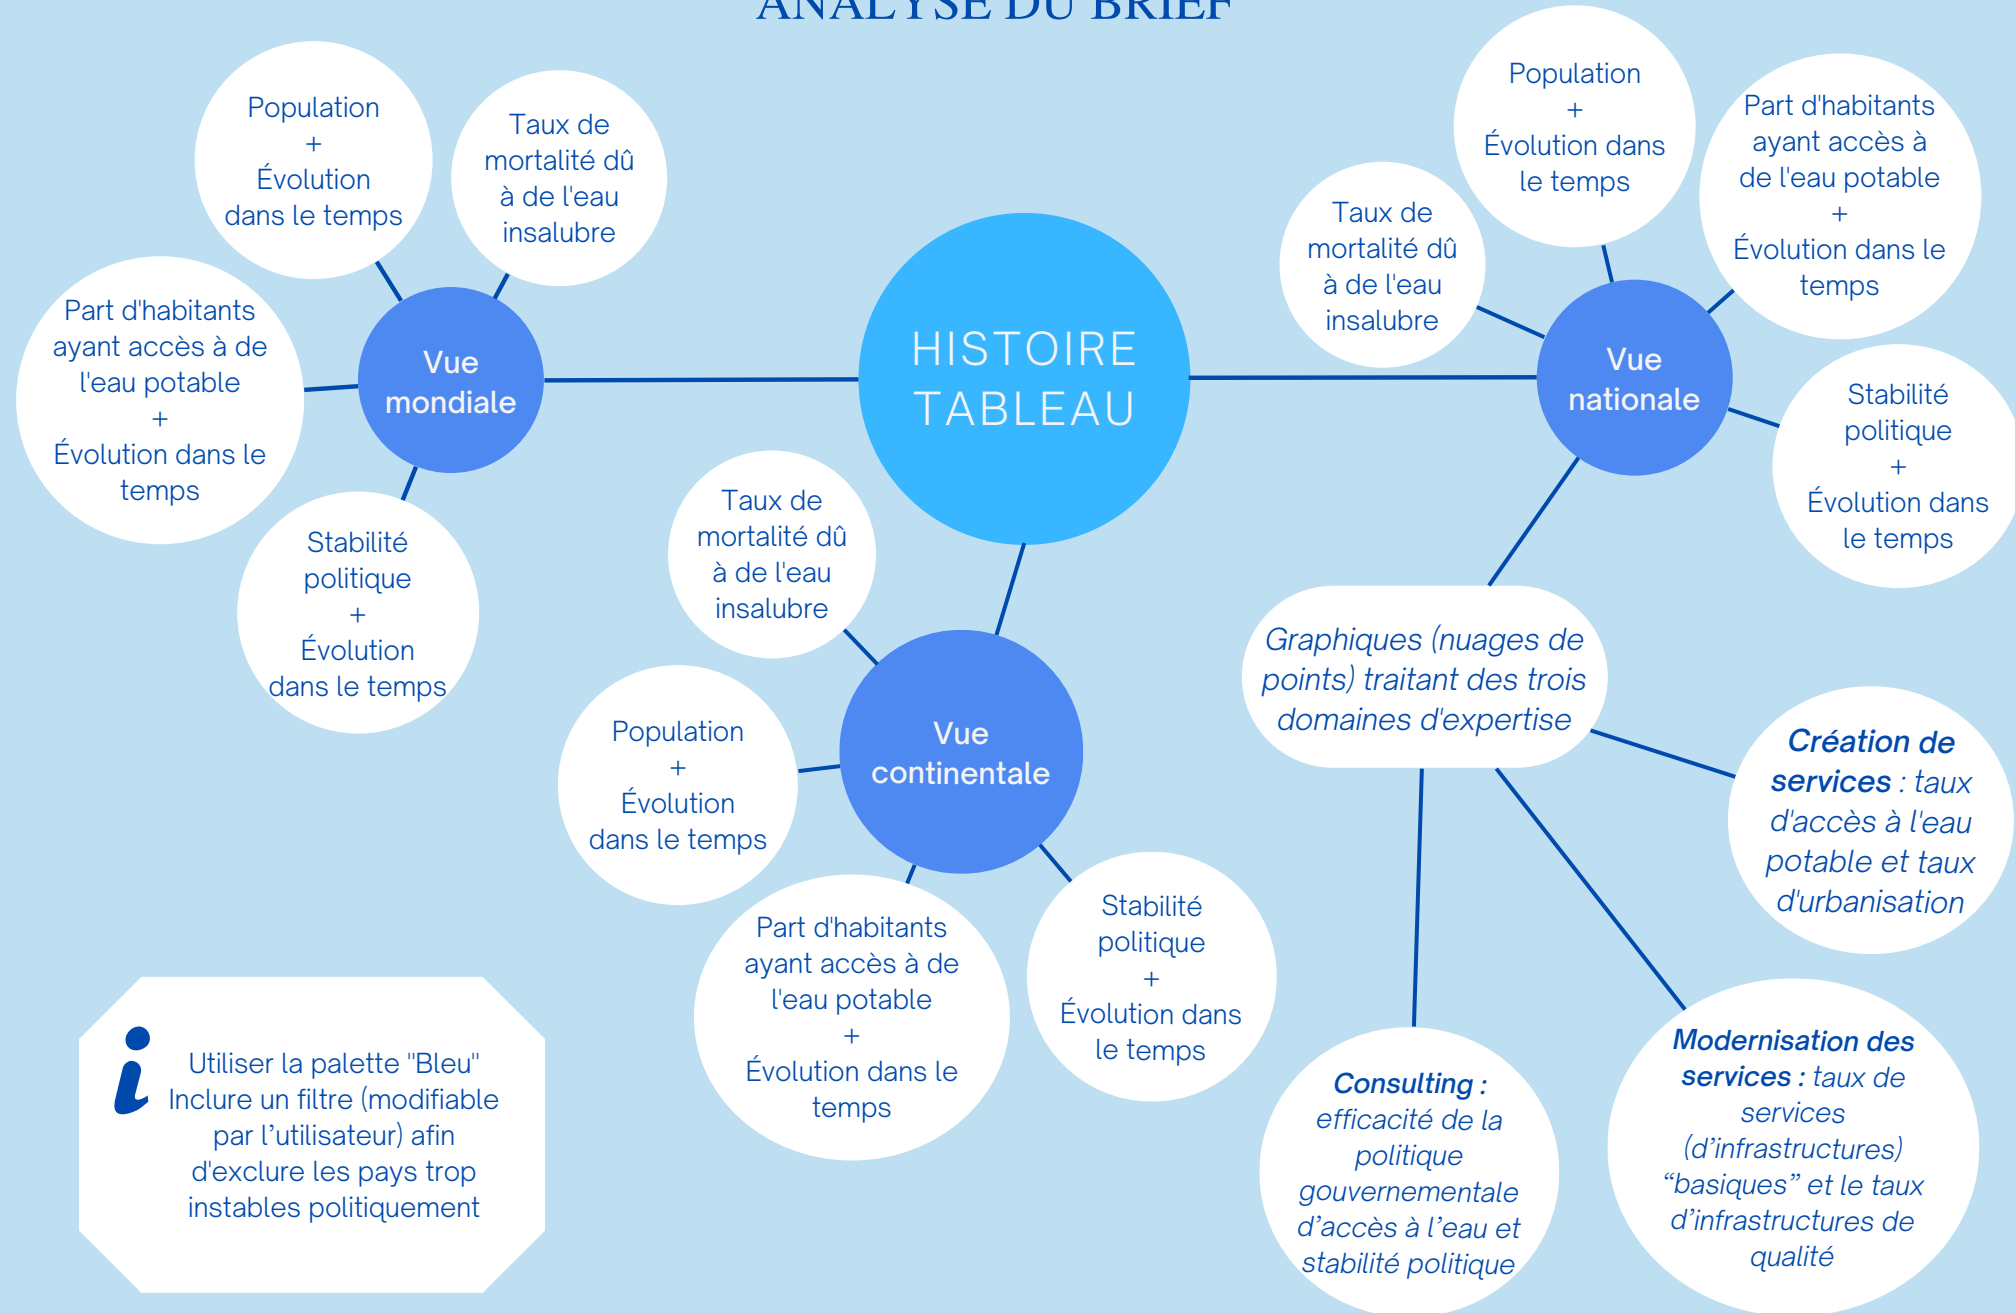 ANALYSE DU BRIEF
Population
+
Évolution
dans le temps
Taux de
mortalité dû
à de l'eau
insalubre
Part d'habitants
ayant accès à de
l'eau potable
+
Évolution dans le
temps
Vue
mondiale
Stabilité
politique
+
Évolution
dans le temps
HISTOIRE
TABLEAU
Taux de
mortalité dû
à de l'eau
insalubre
Population
+
Évolution
dans le temps
Vue
continentale
Part d'habitants
ayant accès à de
l'eau potable
+
Évolution dans le
temps
Stabilité
politique
+
Évolution dans
le temps
Population
+
Évolution dans
le temps
Part d'habitants
ayant accès à
de l'eau potable
+
Évolution dans le
temps
Taux de
mortalité dû
à de l'eau
insalubre
Vue
nationale
Stabilité
politique
+
Évolution dans
le temps
Graphiques (nuages de
points) traitant des trois
domaines d'expertise
Création de
services : taux
d'accès à l'eau
potable et taux
d'urbanisation
Modernisation des
services : taux de
services
(d’infrastructures)
“basiques” et le taux
d’infrastructures de
qualité
Consulting :
efficacité de la
politique
gouvernementale
d’accès à l’eau et
stabilité politique
i
Utiliser la palette "Bleu"
Inclure un filtre (modifiable
par l’utilisateur) afin
d'exclure les pays trop
instables politiquement